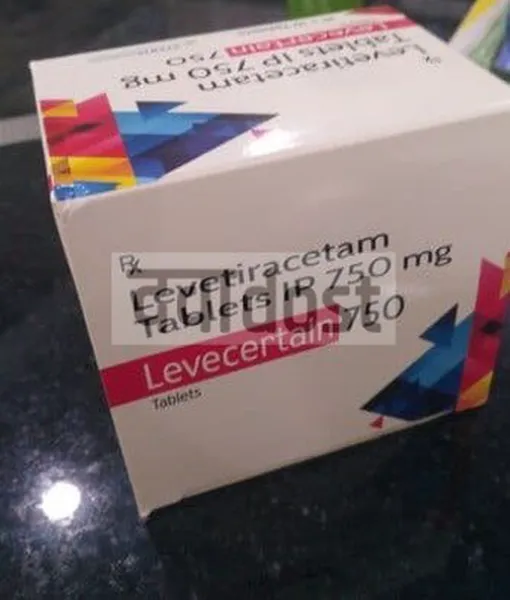 Levetiracetam
Tablets IP 750 mg
Levecertain 750
Rx
Levetiracetam
Tablets IP 750 mg
Levecertain 750
Tablets